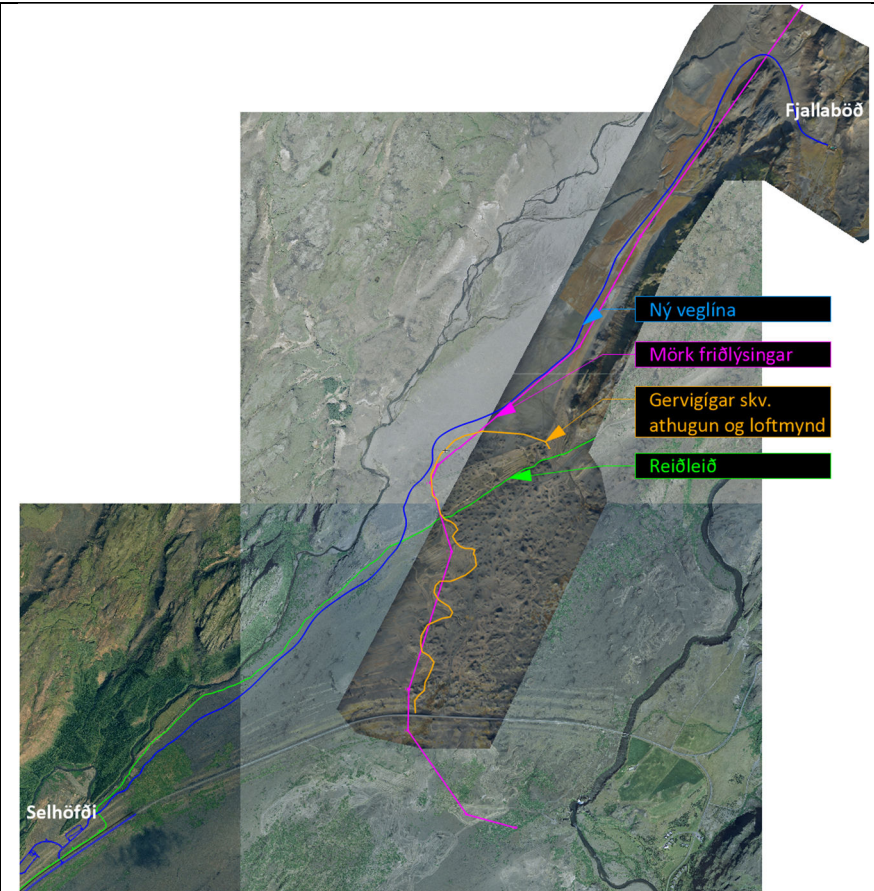 Fjallaböð
Ný veglína
Mörk friðlýsingar
Gervigígar skv.
athugun og loftmynd
Reiðleið
Selhöfði